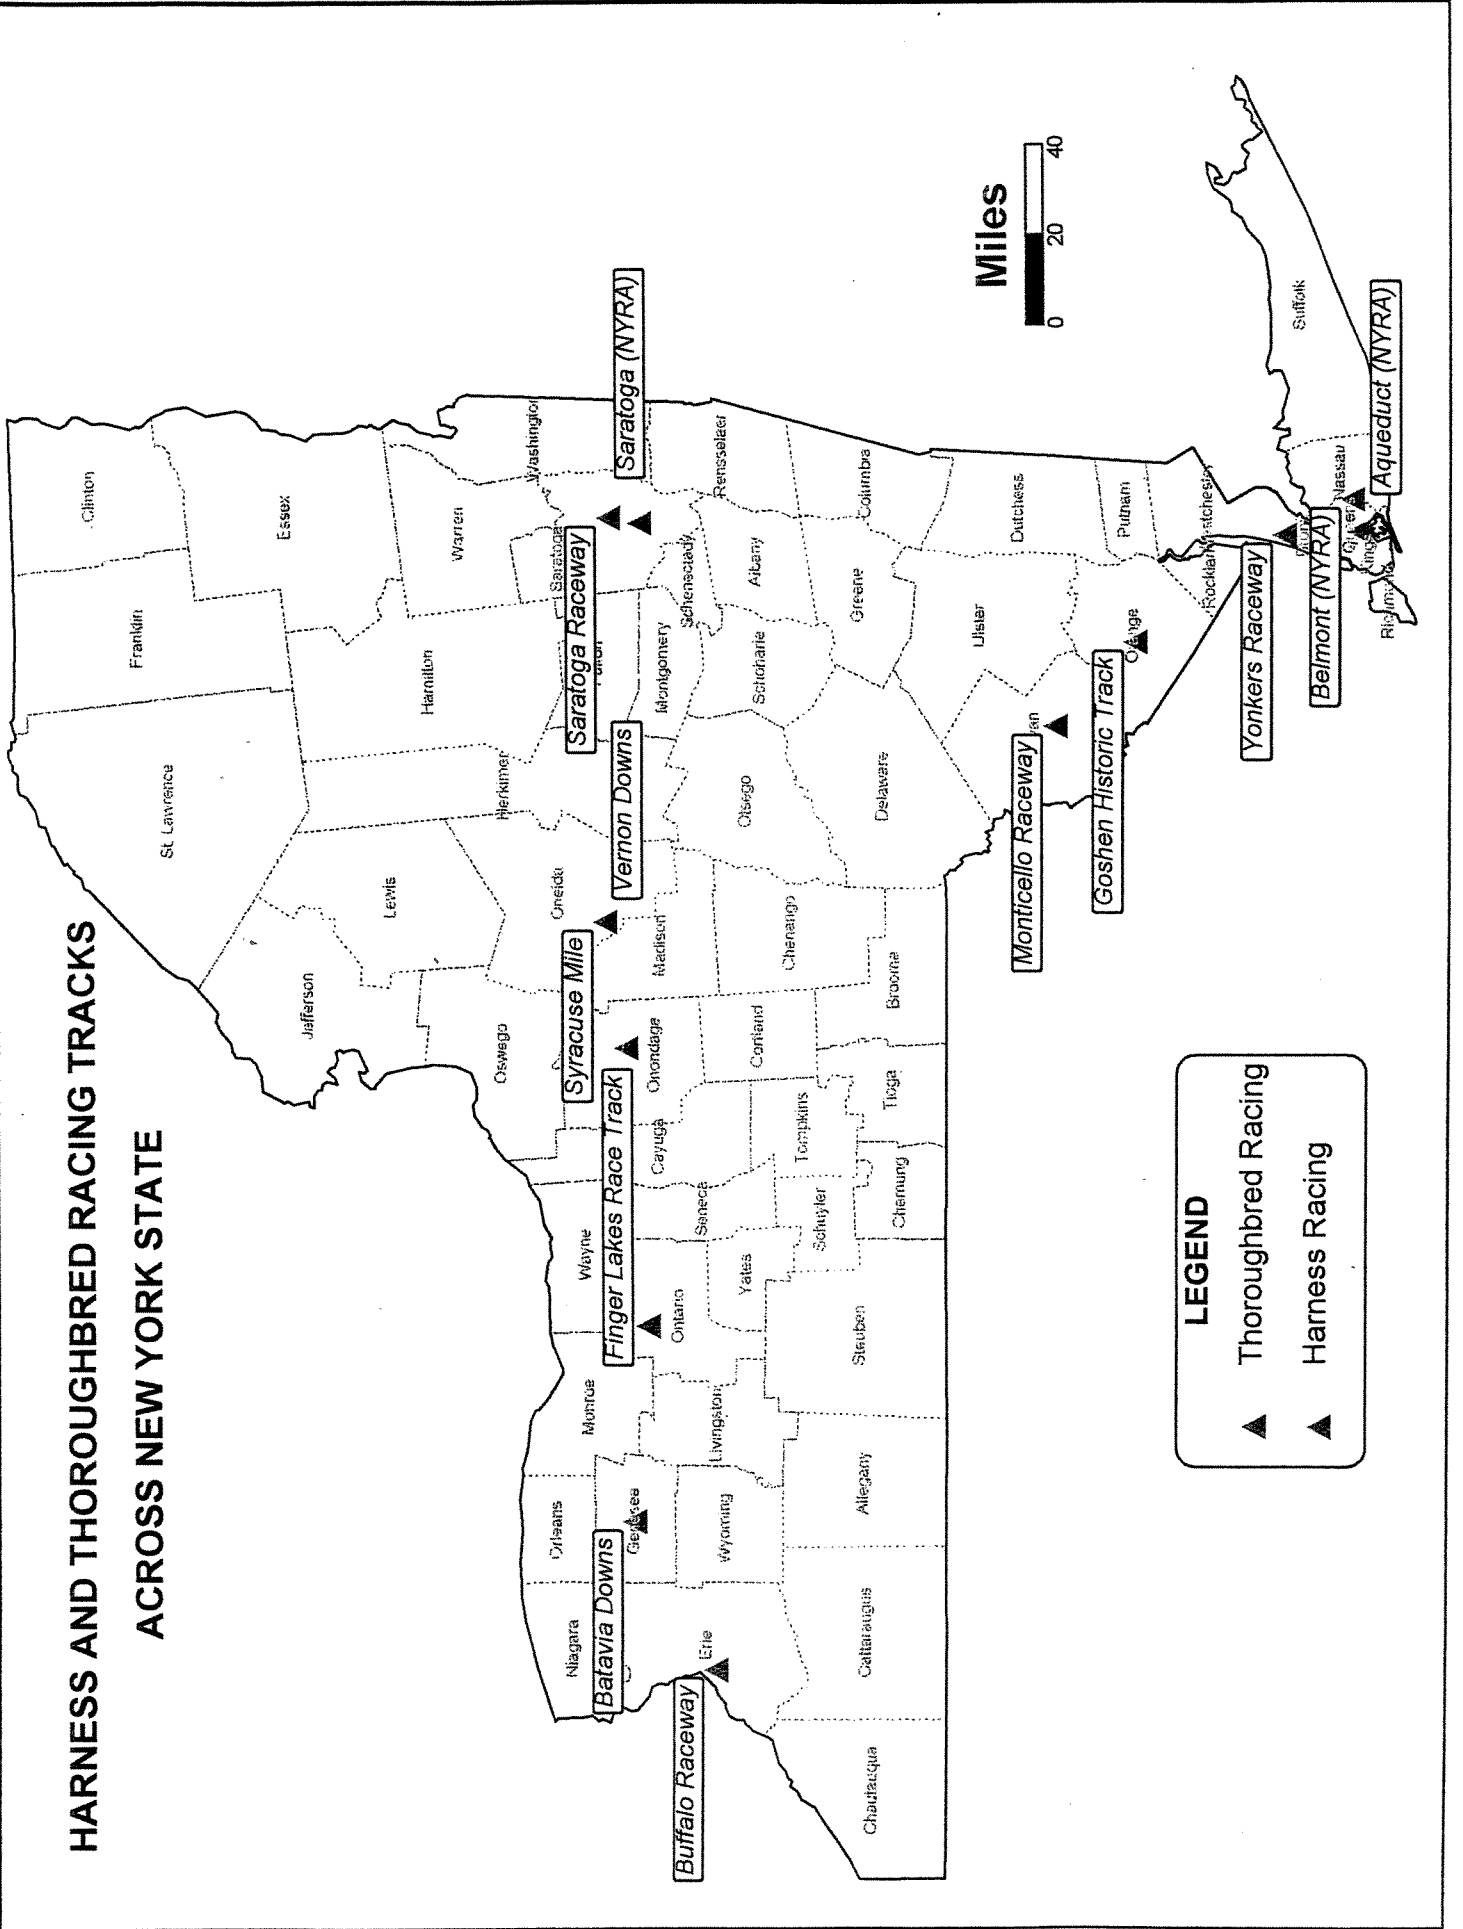 HARNESS AND THOROUGHBRED RACING TRACKS
ACROSS NEW YORK STATE
Clinton
Franklin
St. Lawrence
Essex
Jefferson
Lewis
Hamilton
Warren
Washington
Herkimer
Oneida
Oswego
Saratoga
Saratoga Raceway
Saratoga (NYRA)
Vernon Downs
Syracuse Mile
Finger Lakes Race Track
Batavia Downs
Buffalo Raceway
Niagara
Orleans
Monroe
Wayne
Genesee
Ontario
Cayuga
Onondaga
Madison
Montgomery
Schenectady
Rensselaer
Erie
Wyoming
Livingston
Yates
Seneca
Cortland
Otsego
Schoharie
Albany
Chenango
Tompkins
Schuyler
Chautauqua
Cattaraugus
Allegany
Steuben
Chemung
Tioga
Broome
Delaware
Greene
Columbia
Ulster
Dutchess
Orange
Putnam
Rockland
Monticello Raceway
Goshen Historic Track
Yonkers Raceway
Belmont (NYRA)
Aqueduct (NYRA)
Nassau
Suffolk
Miles
0 20 40
LEGEND
Thoroughbred Racing
Harness Racing